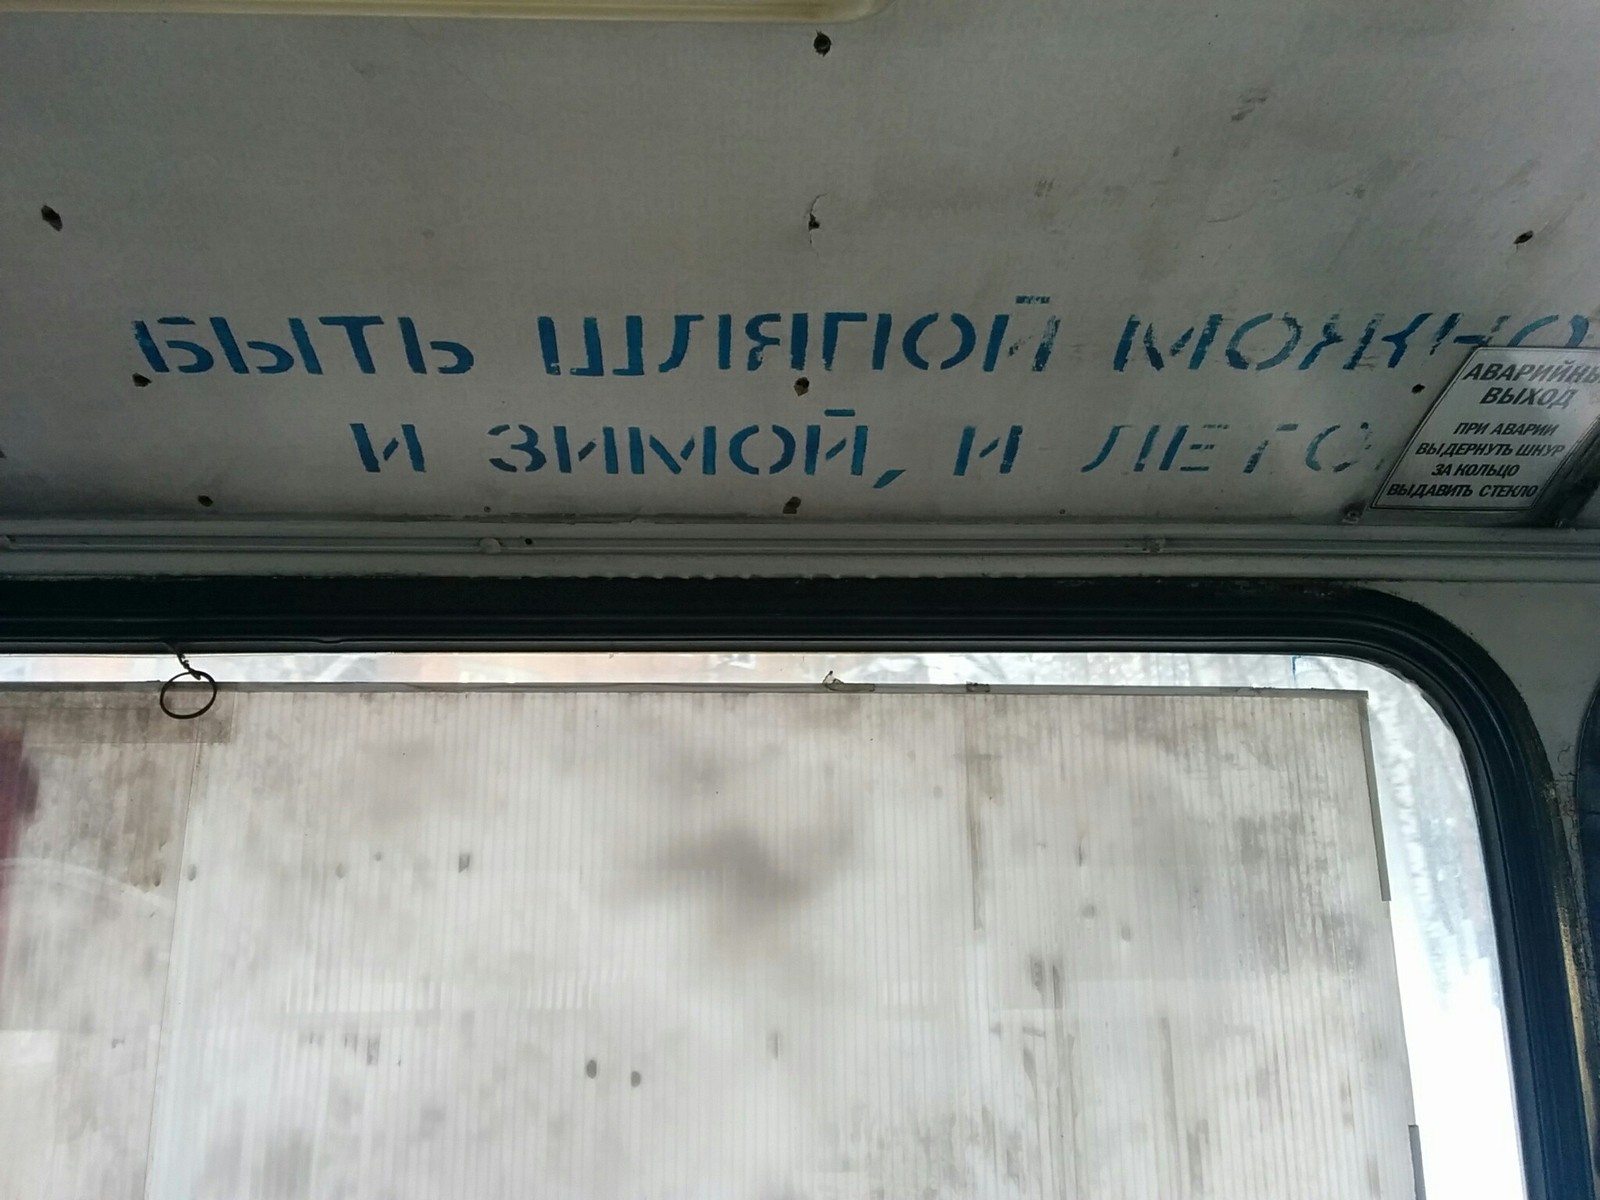 БЫТЬ ШЛЯПОЙ МОЖНО
И ЗИМОЙ, И ЛЕТО
АВАРИЙНЫ
ВЫХОД
ПРИ АВАРИИ
ВЫДЕРНУТЬ ШНУР
ЗА КОЛЬЦО
ВЫДАВИТЬ СТЕКЛО